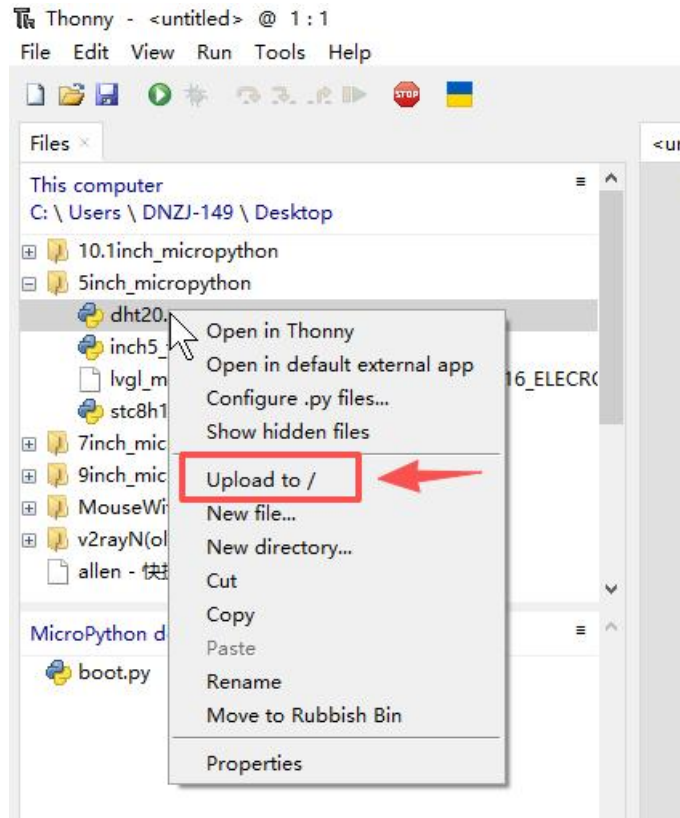 Thonny - <untitled> @ 1 : 1
File Edit View Run Tools Help
STOP
Files ×
This computer
C: \ Users \ DNZJ-149 \ Desktop
10.1inch_micropython
5inch_micropython
dht20.
inch5_
lvgl_m 16_ELECR
stc8h1
7inch_mic
9inch_mic
MouseWi
v2rayN(ol
allen - 快
MicroPython d
boot.py
Open in Thonny
Open in default external app
Configure .py files...
Show hidden files
Upload to /
New file...
New directory...
Cut
Copy
Paste
Rename
Move to Rubbish Bin
Properties
<ur